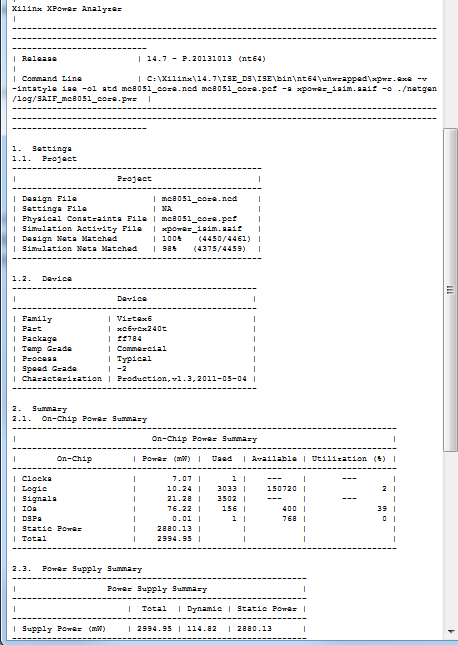 Xilinx XPower Analyzer
|
----------------------------------------------------------------------
----------------------------------------------------------------------
----------------------
| Release | 14.7 - P.20131013 (nt64)
|
| Command Line | C:\Xilinx\14.7\ISE_DS\ISE\bin\nt64\unwrapped\xpwr.exe -v
-intstyle ise -ol std mc8051_core.ncd mc8051_core.pcf -s xpower_isim.saif -o ./netgen
/log/SAIF_mc8051_core.pwr |
----------------------------------------------------------------------
----------------------------------------------------------------------
----------------------
1. Settings
1.1. Project
----------------------------------------
| Project |
----------------------------------------
| Design File | mc8051_core.ncd |
| Settings File | NA |
| Physical Constraints File | mc8051_core.pcf |
| Simulation Activity File | xpower_isim.saif |
| Design Nets Matched | 100% (4450/4461) |
| Simulation Nets Matched | 98% (4375/4459) |
----------------------------------------
1.2. Device
----------------------------------------
| Device |
----------------------------------------
| Family | Virtex6 |
| Part | xc6vcx240t |
| Package | ff784 |
| Temp Grade | Commercial |
| Process | Typical |
| Speed Grade | -2 |
| Characterization | Production,v1.3,2011-05-04 |
----------------------------------------
2. Summary
2.1. On-Chip Power Summary
------------------------------------------------------------
| On-Chip Power Summary |
------------------------------------------------------------
| On-Chip | Power (mW) | Used | Available | Utilization (%) |
------------------------------------------------------------
| Clocks | 7.07 | 1 | --- | --- |
| Logic | 10.24 | 3033 | 150720 | 2 |
| Signals | 21.28 | 3502 | --- | --- |
| IOs | 76.22 | 156 | 400 | 39 |
| DSPs | 0.01 | 1 | 768 | 0 |
| Static Power | 2880.13 | | | |
| Total | 2994.95 | | | |
------------------------------------------------------------
2.3. Power Supply Summary
----------------------------------------------
| Power Supply Summary |
----------------------------------------------
| | Total | Dynamic | Static Power |
----------------------------------------------
| Supply Power (mW) | 2994.95 | 114.82 | 2880.13 |
----------------------------------------------